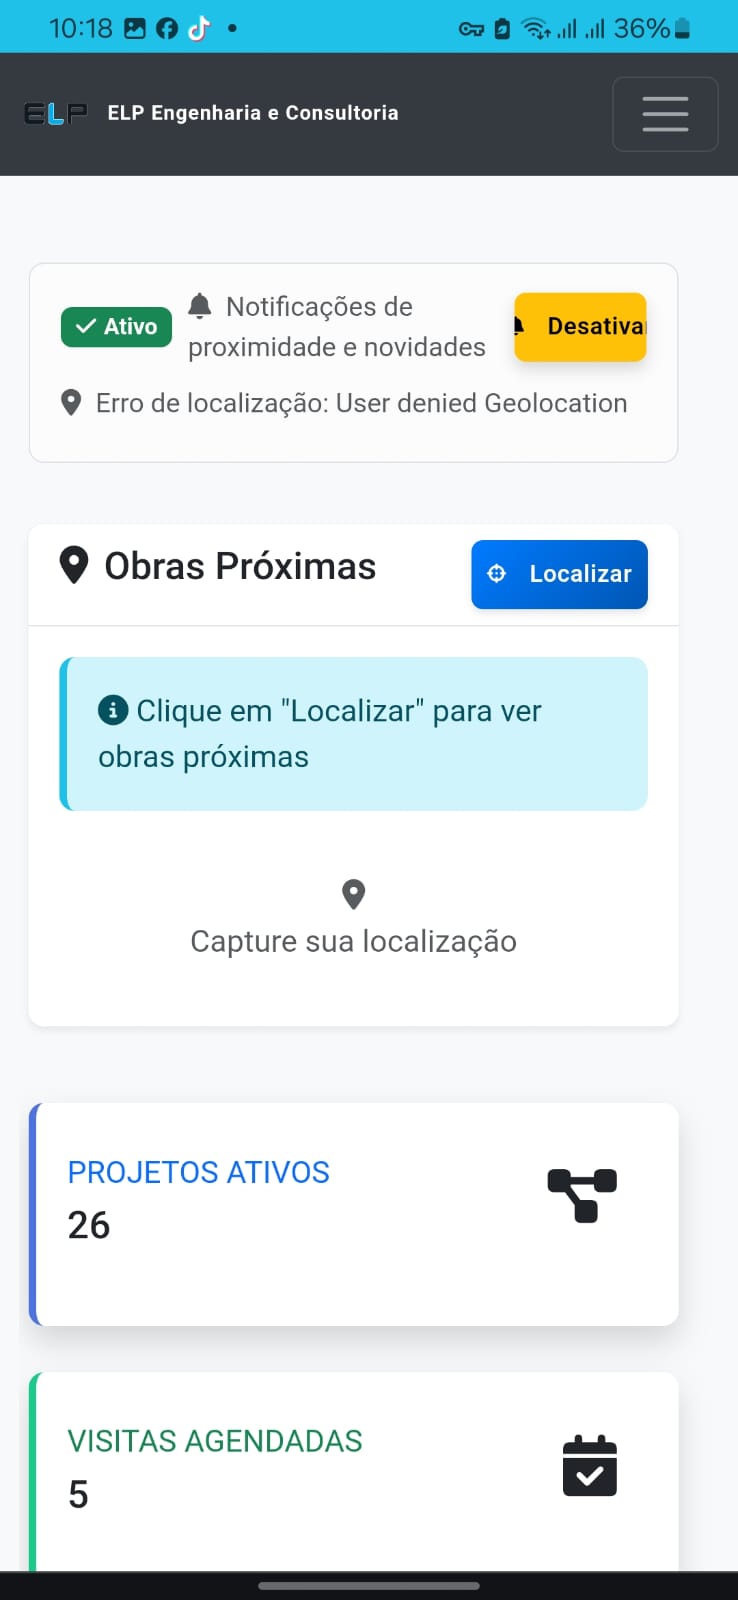 10:18 36%
ELP ELP Engenharia e Consultoria
Ativo
Notificações de
proximidade e novidades
Desativa
Erro de localização: User denied Geolocation
Obras Próximas
Localizar
Clique em "Localizar" para ver
obras próximas
Capture sua localização
PROJETOS ATIVOS
26
VISITAS AGENDADAS
5